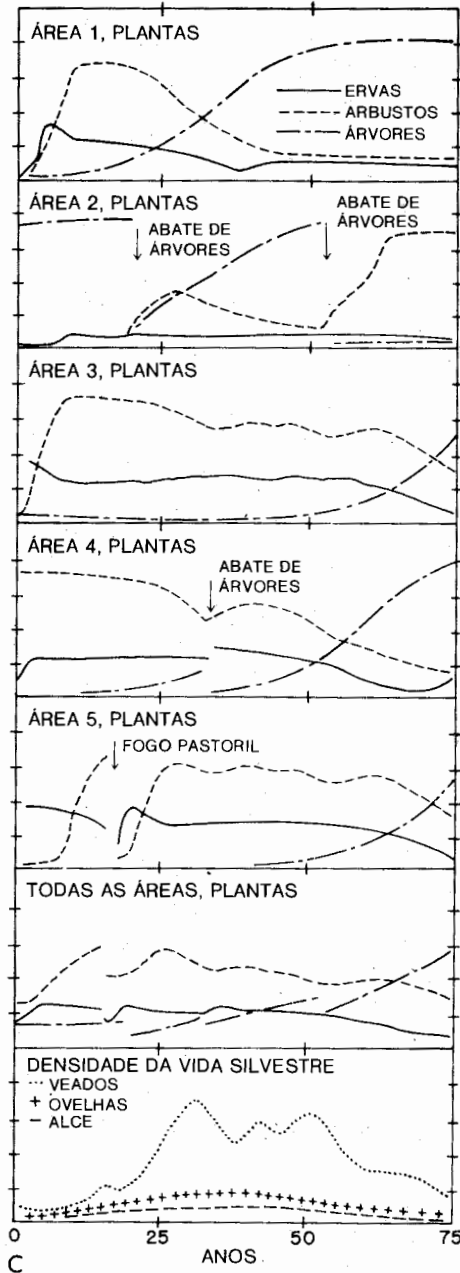 ÁREA 1, PLANTAS
ERVAS
ARBUSTOS
ÁRVORES
ÁREA 2, PLANTAS
ABATE DE
ÁRVORES
ABATE DE
ÁRVORES
ÁREA 3, PLANTAS
ÁREA 4, PLANTAS
ABATE DE
ÁRVORES
ÁREA 5, PLANTAS
FOGO PASTORIL
TODAS AS ÁREAS, PLANTAS
DENSIDADE DA VIDA SILVESTRE
VEADOS
OVELHAS
ALCE
0 25 50 75
ANOS
C